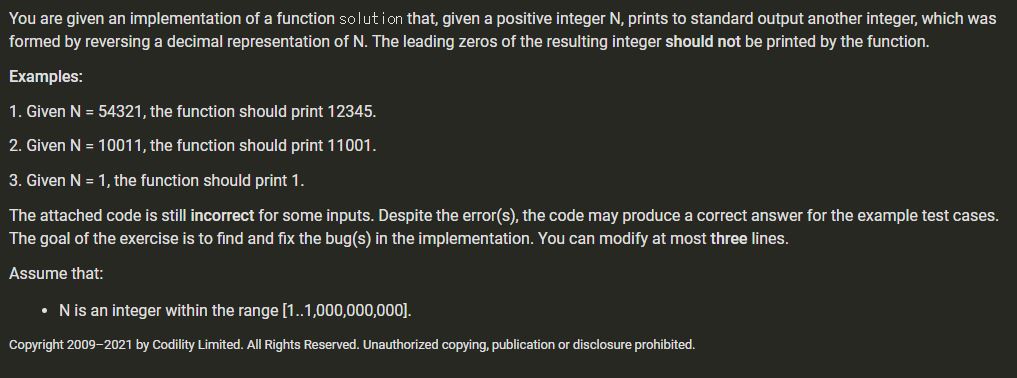 You are given an implementation of a function solution that, given a positive integer N, prints to standard output another integer, which was
formed by reversing a decimal representation of N. The leading zeros of the resulting integer should not be printed by the function.
Examples:
1. Given N = 54321, the function should print 12345.
2. Given N = 10011, the function should print 11001.
3. Given N = 1, the function should print 1.
The attached code is still incorrect for some inputs. Despite the error(s), the code may produce a correct answer for the example test cases.
The goal of the exercise is to find and fix the bug(s) in the implementation. You can modify at most three lines.
Assume that:
• N is an integer within the range [1..1,000,000,000].
Copyright 2009–2021 by Codility Limited. All Rights Reserved. Unauthorized copying, publication or disclosure prohibited.